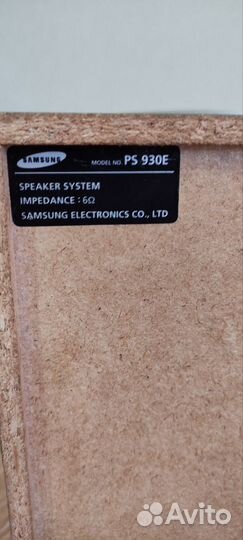 SAMSUNG MODEL NO. PS 930E
SPEAKER SYSTEM
IMPEDANCE : 6Ω
SAMSUNG ELECTRONICS CO., LTD
Avito